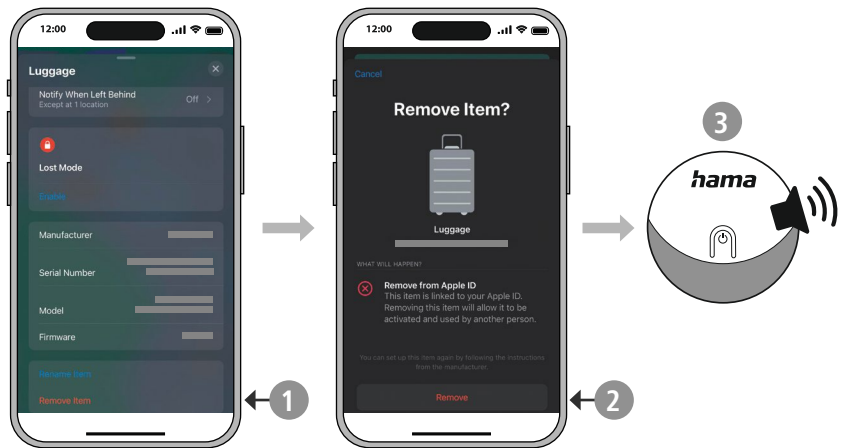 12:00
Luggage
Notify When Left Behind
Except at 1 location
Off >
Lost Mode
Enable
Manufacturer
Serial Number
Model
Firmware
Rename Item
Remove Item
1
12:00
Cancel
Remove Item?
Luggage
WHAT WILL HAPPEN?
Remove from Apple ID
This item is linked to your Apple ID.
Removing this item will allow it to be
activated and used by another person.
You can set up this item again by following the instructions
from the manufacturer.
Remove
2
3
hama